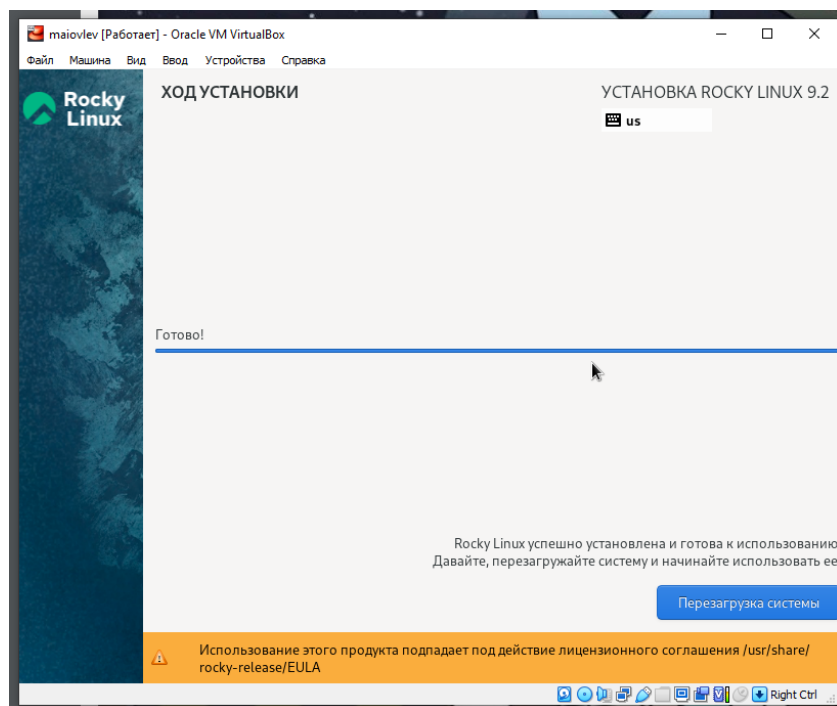 maiovlev [Работает] - Oracle VM VirtualBox
Файл Машина Вид Ввод Устройства Справка
Rocky
Linux
ХОД УСТАНОВКИ
УСТАНОВКА ROCKY LINUX 9.2
us
Готово!
Rocky Linux успешно установлена и готова к использованию
Давайте, перезагружайте систему и начинайте использовать ее
Перезагрузка системы
Использование этого продукта подпадает под действие лицензионного соглашения /usr/share/
rocky-release/EULA
Right Ctrl